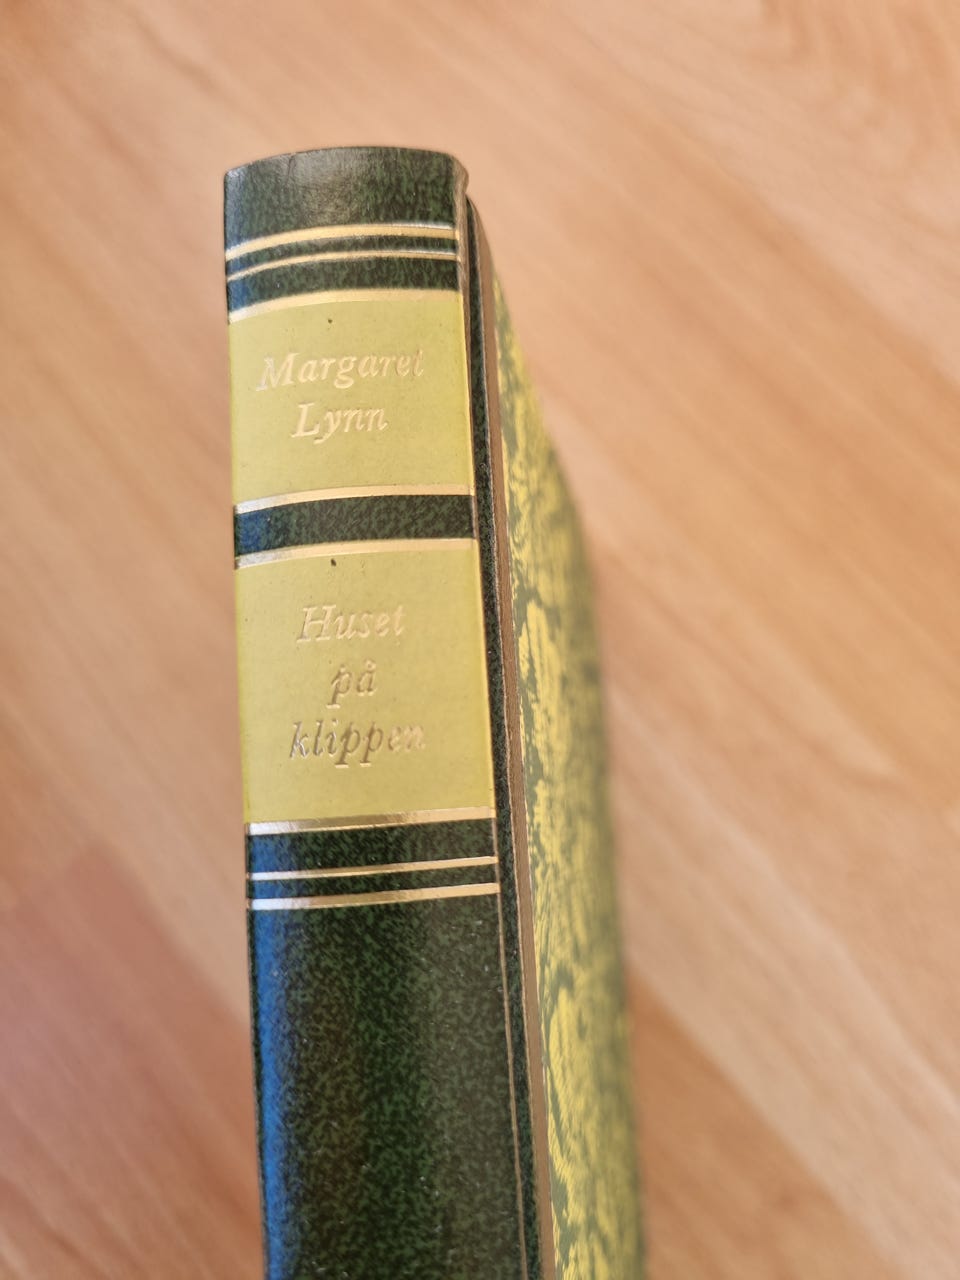 Margaret
Lynn
Huset
på
klippen